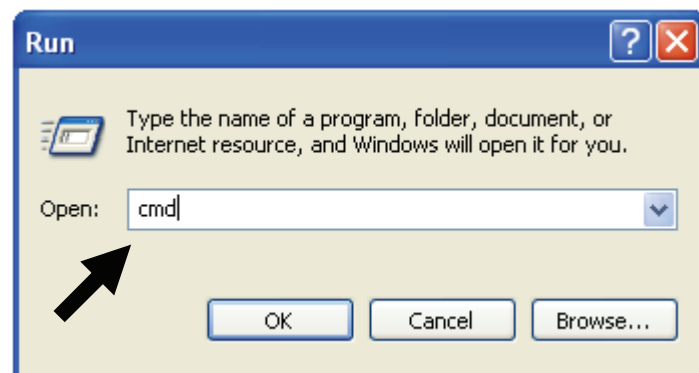 Run
Type the name of a program, folder, document, or
Internet resource, and Windows will open it for you.
Open: cmd
OK Cancel Browse...